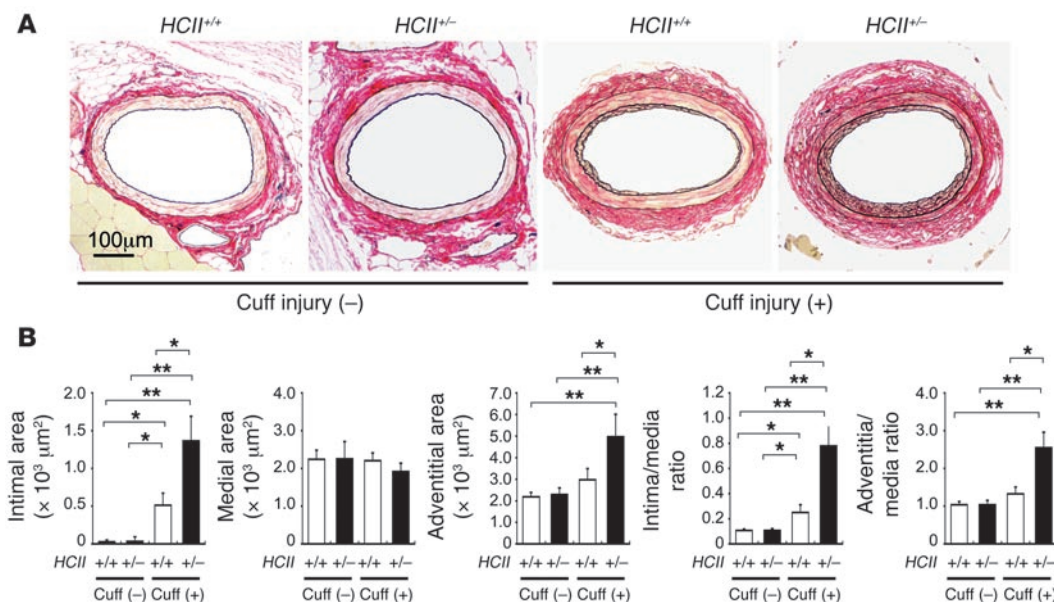 A
HCII+/+ HCII+/– HCII+/+ HCII+/–
100μm
Cuff injury (–) Cuff injury (+)
B
Intimal area
(× 10³ μm²)
2.0
1.5
1.0
0.5
0
* ** ** * *
HCII +/+ +/– +/+ +/–
Cuff (–) Cuff (+)
Medial area
(× 10³ μm²)
4.0
3.0
2.0
1.0
0
+/+ +/– +/+ +/–
Cuff (–) Cuff (+)
Adventitial area
(× 10³ μm²)
7.0
6.0
5.0
4.0
3.0
2.0
1.0
0
* ** **
HCII +/+ +/– +/+ +/–
Cuff (–) Cuff (+)
Intima/media
ratio
1.2
1.0
0.8
0.6
0.4
0.2
0
* ** ** * *
+/+ +/– +/+ +/–
Cuff (–) Cuff (+)
Adventitia/
media ratio
4.0
3.0
2.0
1.0
0
* ** **
HCII +/+ +/– +/+ +/–
Cuff (–) Cuff (+)